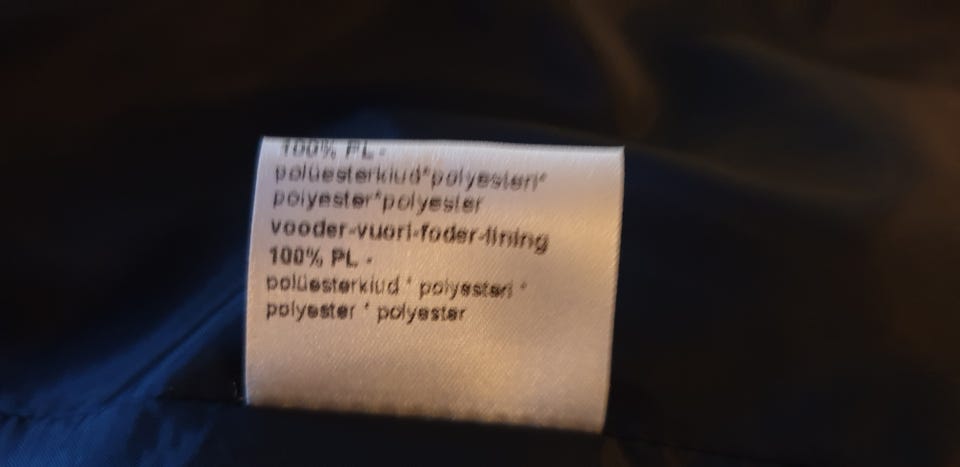 100% PL -
polüesterkiud*polyesteri*
polyester*polyester
vooder-vuori-foder-lining
100% PL -
polüesterkiud * polyesteri *
polyester * polyester